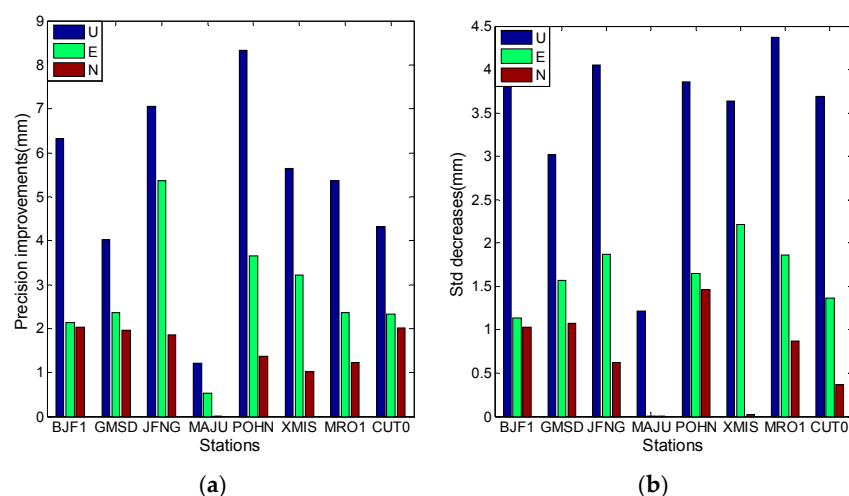 9
8
7
6
5
4
3
2
1
0
Precision improvements(mm)
U
E
N
BJF1 GMSD JFNG MAJU POHN XMIS MRO1 CUT0
Stations
(a)
4.5
4
3.5
3
2.5
2
1.5
1
0.5
0
Std decreases(mm)
U
E
N
BJF1 GMSD JFNG MAJU POHN XMIS MRO1 CUT0
Stations
(b)